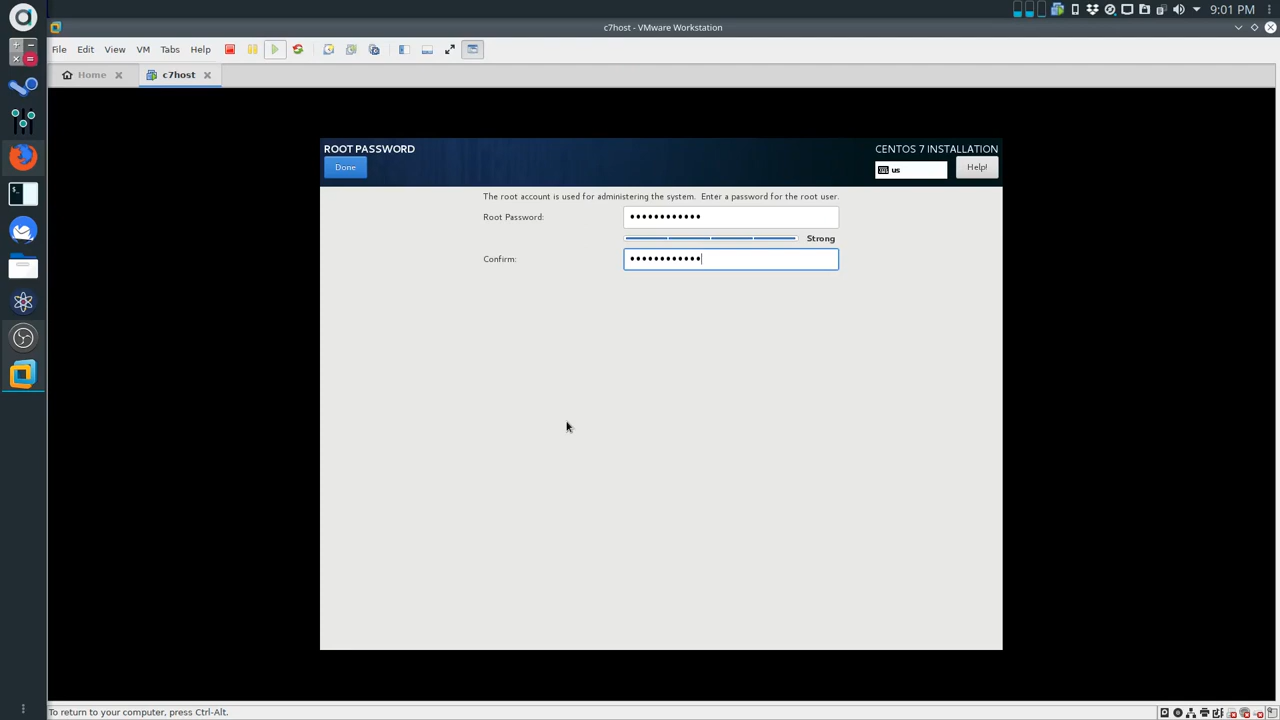 9:01 PM
c7host - VMware Workstation
File Edit View VM Tabs Help
Home c7host
ROOT PASSWORD
CENTOS 7 INSTALLATION
Done
us
Help!
The root account is used for administering the system. Enter a password for the root user.
Root Password: ••••••••••••
Strong
Confirm: ••••••••••••
To return to your computer, press Ctrl-Alt.